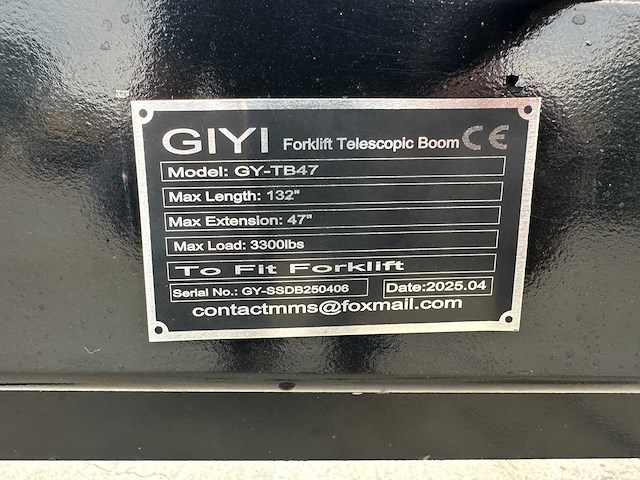 GIYI Forklift Telescopic Boom CE
Model: GY-TB47
Max Length: 132"
Max Extension: 47"
Max Load: 3300lbs
To Fit Forklift
Serial No.: GY-SSDB250406 Date:2025.04
contactmms@foxmail.com